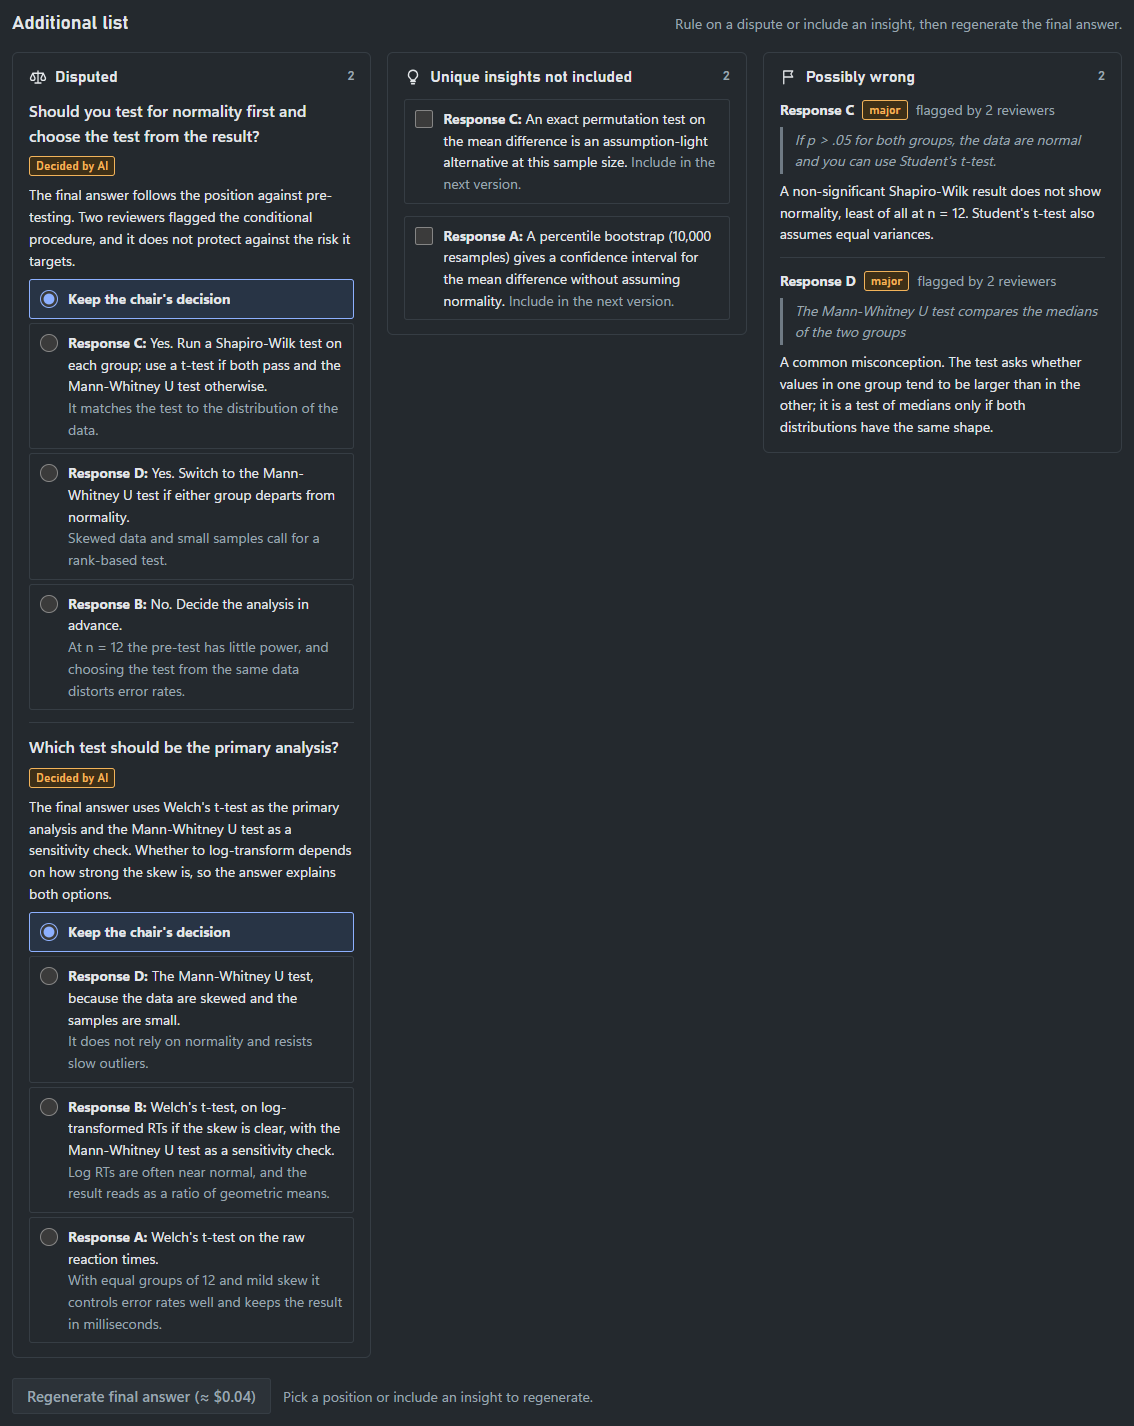 Additional list
Rule on a dispute or include an insight, then regenerate the final answer.
Disputed
2
Should you test for normality first and
choose the test from the result?
Decided by AI
The final answer follows the position against pre-
testing. Two reviewers flagged the conditional
procedure, and it does not protect against the risk it
targets.
Keep the chair's decision
Response C: Yes. Run a Shapiro-Wilk test on
each group; use a t-test if both pass and the
Mann-Whitney U test otherwise.
It matches the test to the distribution of the
data.
Response D: Yes. Switch to the Mann-
Whitney U test if either group departs from
normality.
Skewed data and small samples call for a
rank-based test.
Response B: No. Decide the analysis in
advance.
At n = 12 the pre-test has little power, and
choosing the test from the same data
distorts error rates.
Which test should be the primary analysis?
Decided by AI
The final answer uses Welch's t-test as the primary
analysis and the Mann-Whitney U test as a
sensitivity check. Whether to log-transform depends
on how strong the skew is, so the answer explains
both options.
Keep the chair's decision
Response D: The Mann-Whitney U test,
because the data are skewed and the
samples are small.
It does not rely on normality and resists
slow outliers.
Response B: Welch's t-test, on log-
transformed RTs if the skew is clear, with the
Mann-Whitney U test as a sensitivity check.
Log RTs are often near normal, and the
result reads as a ratio of geometric means.
Response A: Welch's t-test on the raw
reaction times.
With equal groups of 12 and mild skew it
controls error rates well and keeps the result
in milliseconds.
Unique insights not included
2
Response C: An exact permutation test on
the mean difference is an assumption-light
alternative at this sample size. Include in the
next version.
Response A: A percentile bootstrap (10,000
resamples) gives a confidence interval for
the mean difference without assuming
normality. Include in the next version.
Possibly wrong
2
Response C major flagged by 2 reviewers
If p > .05 for both groups, the data are normal
and you can use Student's t-test.
A non-significant Shapiro-Wilk result does not show
normality, least of all at n = 12. Student's t-test also
assumes equal variances.
Response D major flagged by 2 reviewers
The Mann-Whitney U test compares the medians
of the two groups
A common misconception. The test asks whether
values in one group tend to be larger than in the
other; it is a test of medians only if both
distributions have the same shape.
Regenerate final answer (≈ $0.04)
Pick a position or include an insight to regenerate.